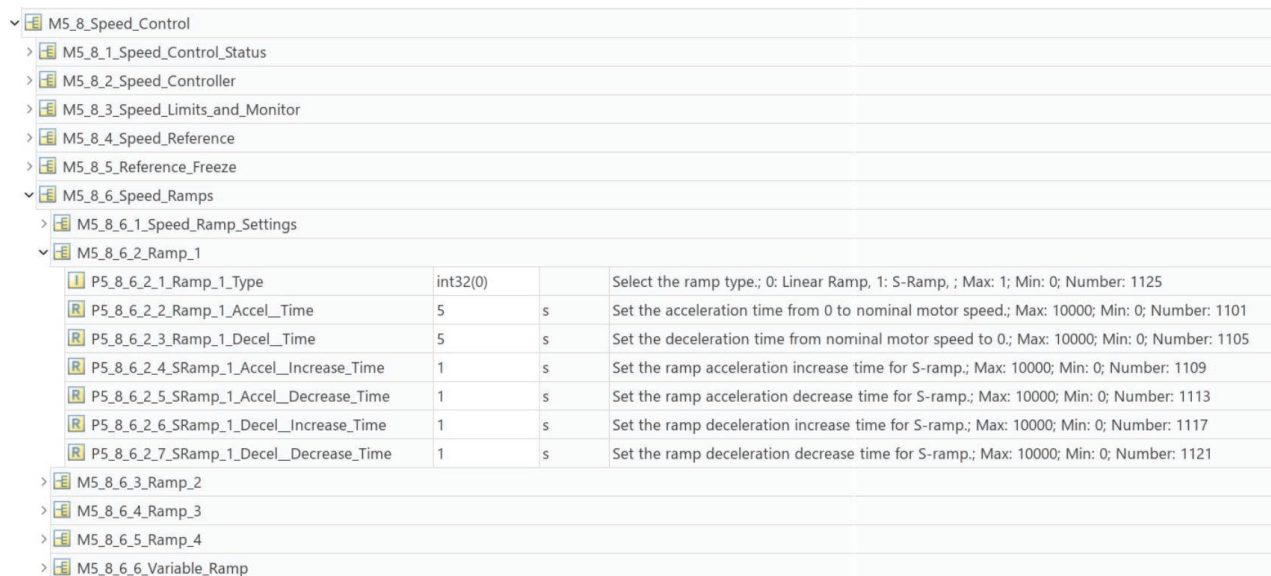 M5_8_Speed_Control
M5_8_1_Speed_Control_Status
M5_8_2_Speed_Controller
M5_8_3_Speed_Limits_and_Monitor
M5_8_4_Speed_Reference
M5_8_5_Reference_Freeze
M5_8_6_Speed_Ramps
M5_8_6_1_Speed_Ramp_Settings
M5_8_6_2_Ramp_1
I P5_8_6_2_1_Ramp_1_Type int32(0) Select the ramp type.; 0: Linear Ramp, 1: S-Ramp, ; Max: 1; Min: 0; Number: 1125
R P5_8_6_2_2_Ramp_1_Accel__Time 5 s Set the acceleration time from 0 to nominal motor speed.; Max: 10000; Min: 0; Number: 1101
R P5_8_6_2_3_Ramp_1_Decel__Time 5 s Set the deceleration time from nominal motor speed to 0.; Max: 10000; Min: 0; Number: 1105
R P5_8_6_2_4_SRamp_1_Accel__Increase_Time 1 s Set the ramp acceleration increase time for S-ramp.; Max: 10000; Min: 0; Number: 1109
R P5_8_6_2_5_SRamp_1_Accel__Decrease_Time 1 s Set the ramp acceleration decrease time for S-ramp.; Max: 10000; Min: 0; Number: 1113
R P5_8_6_2_6_SRamp_1_Decel__Increase_Time 1 s Set the ramp deceleration increase time for S-ramp.; Max: 10000; Min: 0; Number: 1117
R P5_8_6_2_7_SRamp_1_Decel__Decrease_Time 1 s Set the ramp deceleration decrease time for S-ramp.; Max: 10000; Min: 0; Number: 1121
M5_8_6_3_Ramp_2
M5_8_6_4_Ramp_3
M5_8_6_5_Ramp_4
M5_8_6_6_Variable_Ramp